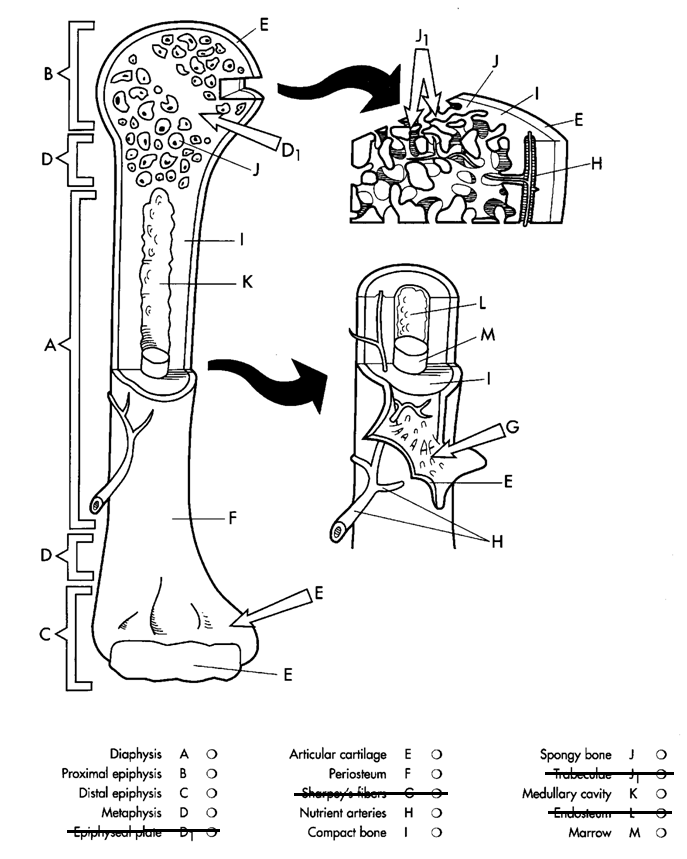 E
J1
B
J
I
E
D1
D
J
H
I
K
L
M
A
I
G
E
F
H
D
E
C
E
Diaphysis A
Proximal epiphysis B
Distal epiphysis C
Metaphysis D
Epiphyseal plate D1
Articular cartilage E
Periosteum F
Sharpey's fibers G
Nutrient arteries H
Compact bone I
Spongy bone J
Trabeculae J1
Medullary cavity K
Endosteum L
Marrow M